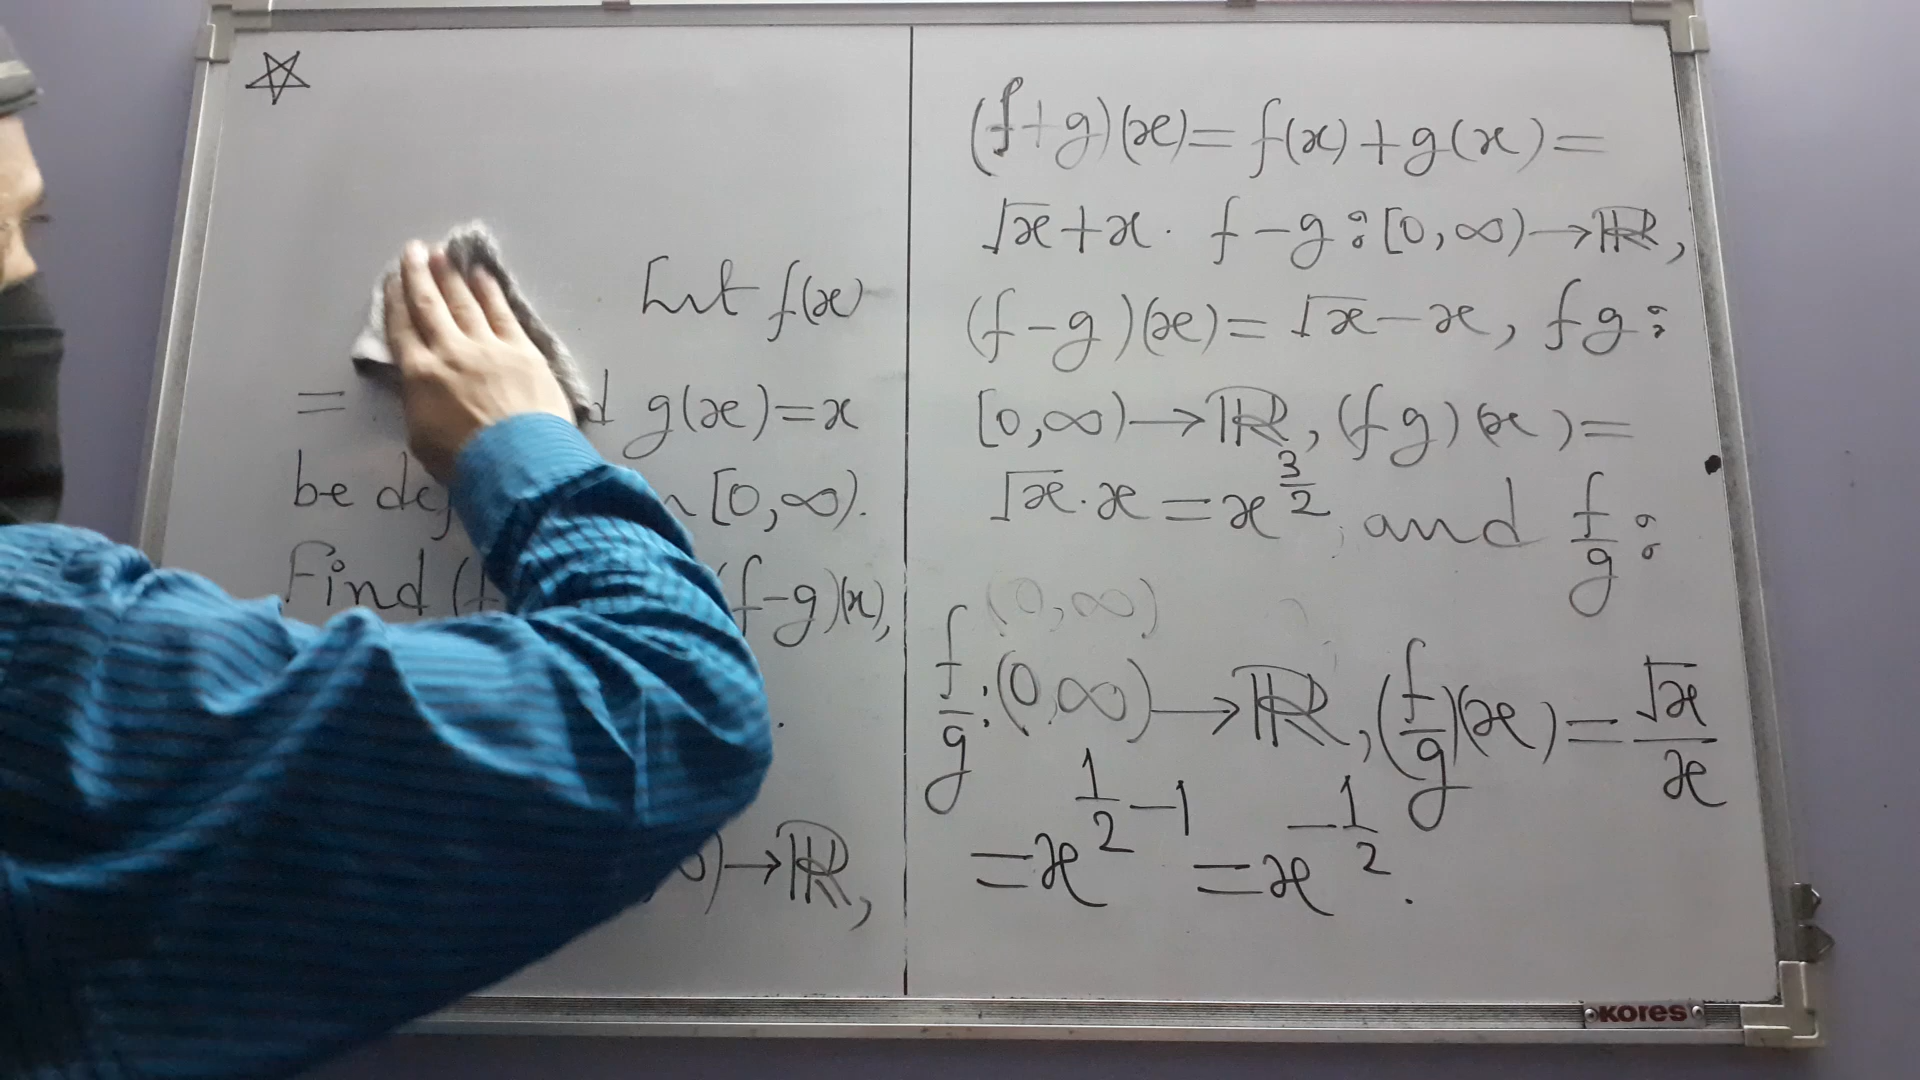 Let f(x)
= g(x)=x
be [0,∞).
Find (f-g)(x),
→ℝ,
(f+g)(x)=f(x)+g(x)=
√x+x. f-g:[0,∞)→ℝ,
(f-g)(x)=√x-x, fg:
[0,∞)→ℝ, (fg)(x)=
√x.x=x^(3/2), and f/g:
(0,∞)
f/g:(0,∞)→ℝ, (f/g)(x)=√x/x
=x^(1/2-1)=x^(-1/2).
KORES